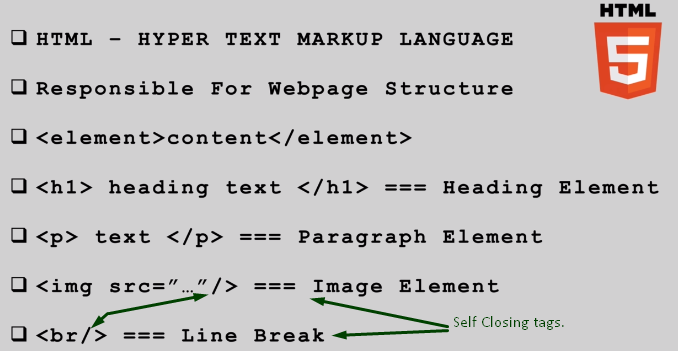 HTML
HTML – HYPER TEXT MARKUP LANGUAGE
Responsible For Webpage Structure
<element>content</element>
<h1> heading text </h1> === Heading Element
<p> text </p> === Paragraph Element
<img src=”…”/> === Image Element
<br/> === Line Break
Self Closing tags.